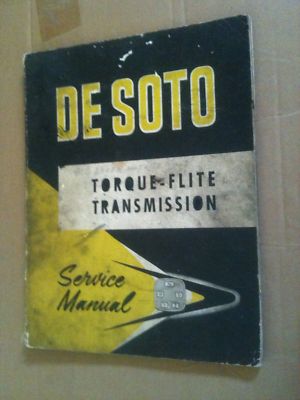 DE SOTO
TORQUE-FLITE
TRANSMISSION
Service
Manual